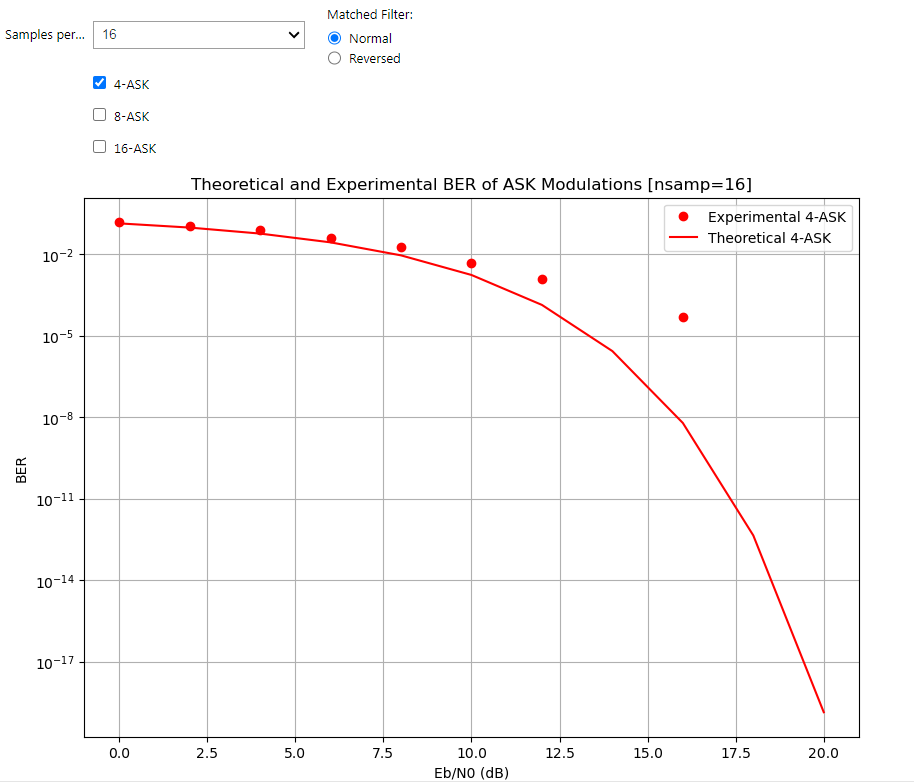 Samples per...
16
Matched Filter:
Normal
Reversed
4-ASK
8-ASK
16-ASK
Theoretical and Experimental BER of ASK Modulations [nsamp=16]
Experimental 4-ASK
Theoretical 4-ASK
BER
10⁻²
10⁻⁵
10⁻⁸
10⁻¹¹
10⁻¹⁴
10⁻¹⁷
0.0 2.5 5.0 7.5 10.0 12.5 15.0 17.5 20.0
Eb/N0 (dB)